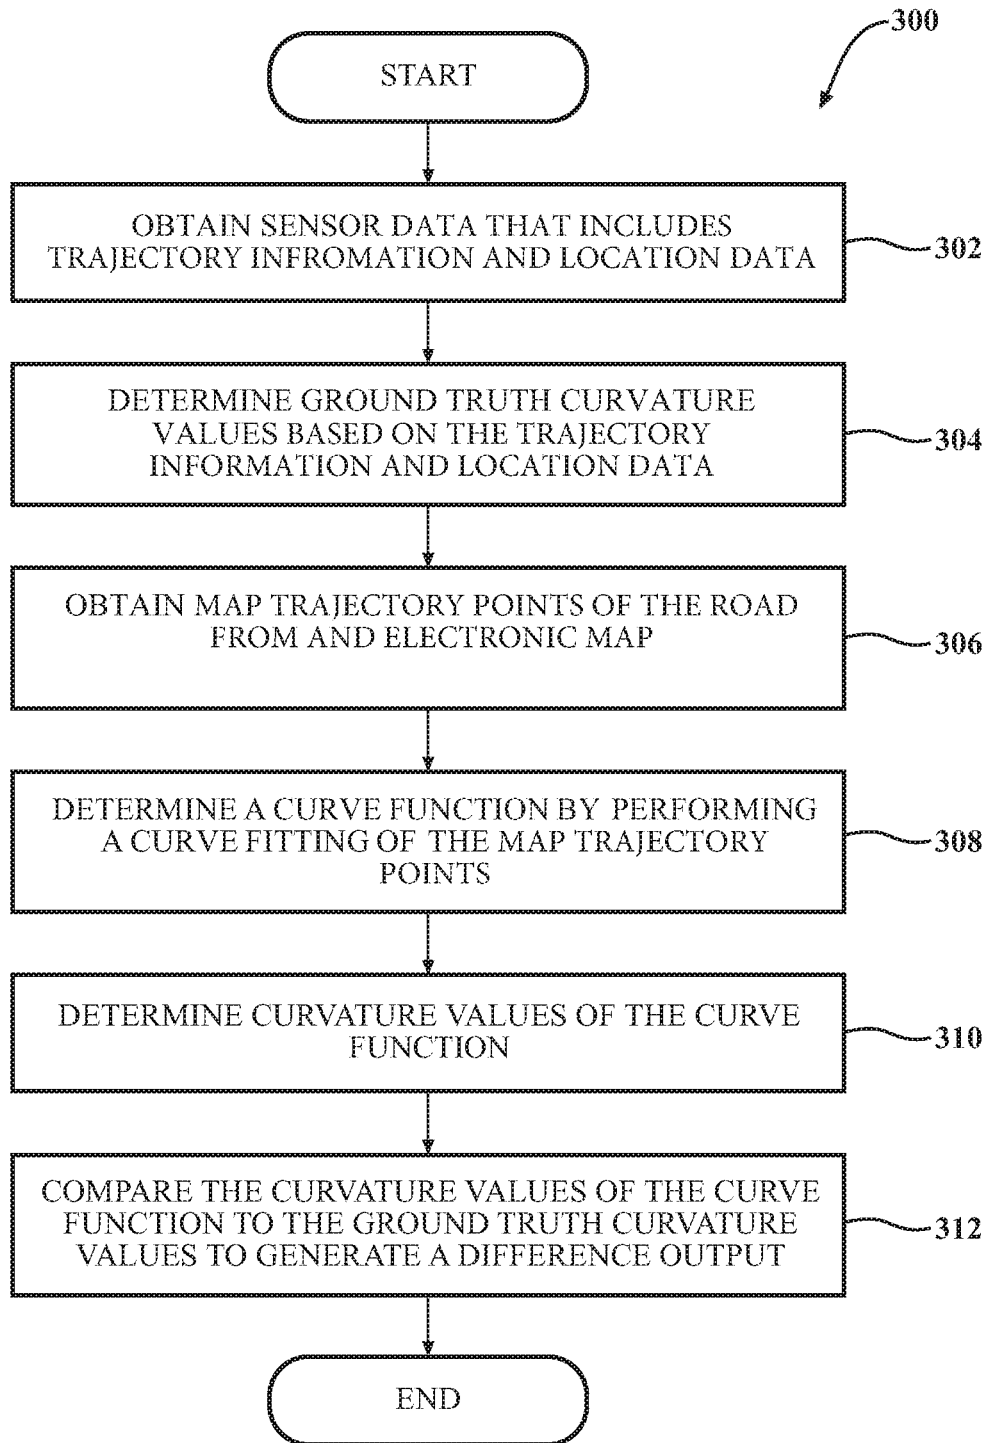 300
START
OBTAIN SENSOR DATA THAT INCLUDES
TRAJECTORY INFROMATION AND LOCATION DATA
302
DETERMINE GROUND TRUTH CURVATURE
VALUES BASED ON THE TRAJECTORY
INFORMATION AND LOCATION DATA
304
OBTAIN MAP TRAJECTORY POINTS OF THE ROAD
FROM AND ELECTRONIC MAP
306
DETERMINE A CURVE FUNCTION BY PERFORMING
A CURVE FITTING OF THE MAP TRAJECTORY
POINTS
308
DETERMINE CURVATURE VALUES OF THE CURVE
FUNCTION
310
COMPARE THE CURVATURE VALUES OF THE CURVE
FUNCTION TO THE GROUND TRUTH CURVATURE
VALUES TO GENERATE A DIFFERENCE OUTPUT
312
END